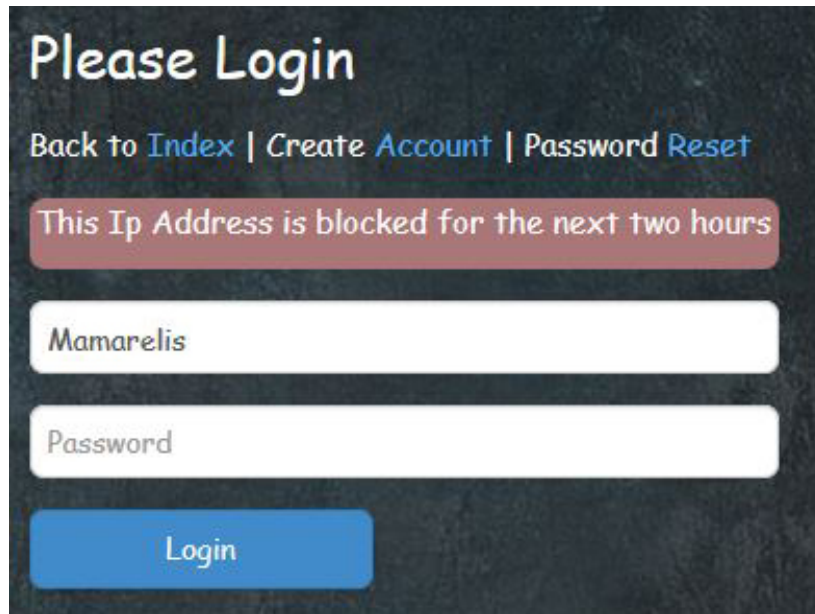 Please Login
Back to Index | Create Account | Password Reset
This Ip Address is blocked for the next two hours
Mamarelis
Password
Login